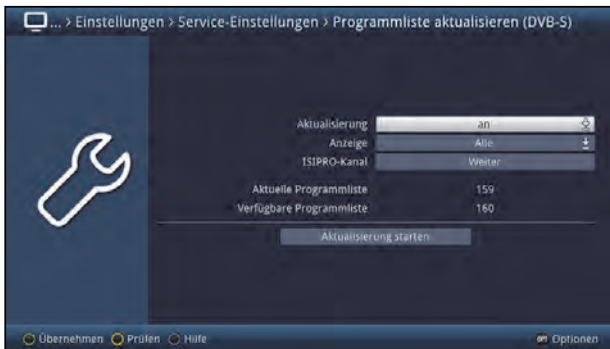 ... > Einstellungen > Service-Einstellungen > Programmliste aktualisieren (DVB-S)
Aktualisierung an
Anzeige Alle
ISIPRO-Kanal Weiter
Aktuelle Programmliste 159
Verfügbare Programmliste 160
Aktualisierung starten
Übernehmen Prüfen Hilfe OPT Optionen